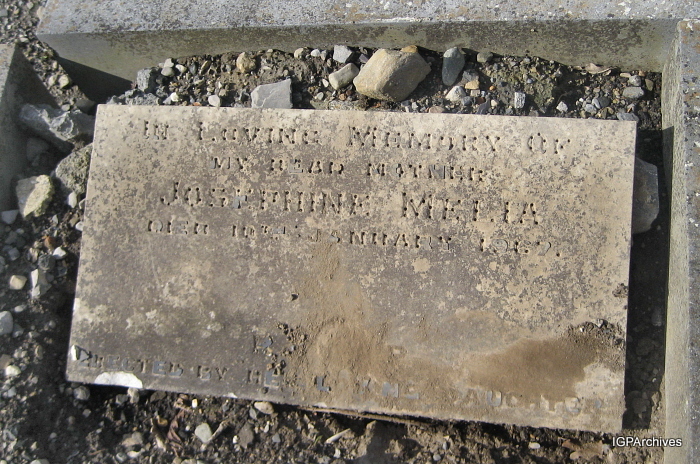 IN LOVING MEMORY OF
MY DEAR MOTHER
JOSEPHINE MELIA
DIED 10TH JANUARY 1967.
ERECTED BY HER
IGPArchives